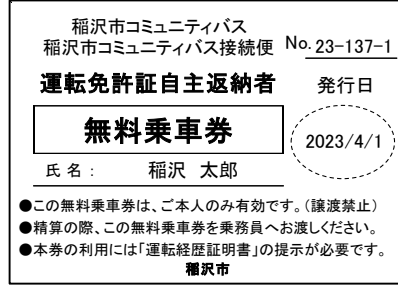 稲沢市コミュニティバス
稲沢市コミュニティバス接続便 No. 23-137-1
運転免許証自主返納者 発行日
無料乗車券
2023/4/1
氏名： 稲沢 太郎
●この無料乗車券は、ご本人のみ有効です。(譲渡禁止)
●精算の際、この無料乗車券を乗務員へお渡しください。
●本券の利用には「運転経歴証明書」の提示が必要です。
稲沢市